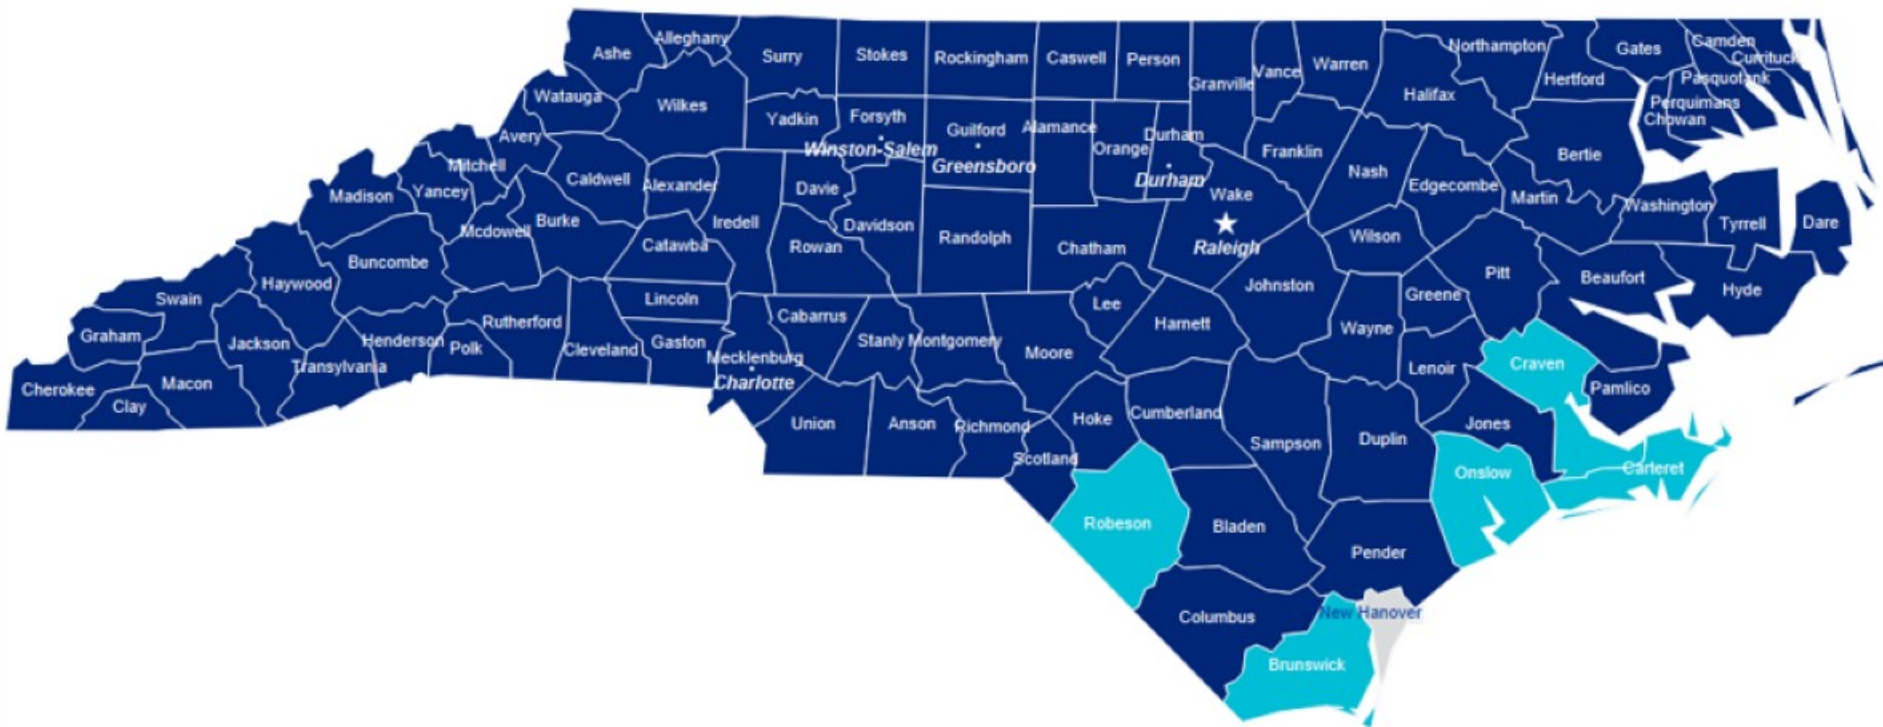 Ashe
Alleghany
Surry
Stokes
Rockingham
Caswell
Person
Granville
Vance
Warren
Northampton
Halifax
Hertford
Gates
Camden
Currituck
Pasquotank
Perquimans
Chowan
Watauga
Wilkes
Yadkin
Forsyth
Winston-Salem
Guilford
Greensboro
Alamance
Orange
Durham
Durham
Franklin
Nash
Edgecombe
Bertie
Martin
Washington
Tyrrell
Dare
Avery
Mitchell
Yancey
Madison
Caldwell
Alexander
Iredell
Davie
Davidson
Randolph
Chatham
Wake
Raleigh
Wilson
Pitt
Beaufort
Hyde
Mcdowell
Burke
Catawba
Rowan
Buncombe
Haywood
Swain
Graham
Cherokee
Clay
Macon
Jackson
Transylvania
Henderson
Polk
Rutherford
Cleveland
Lincoln
Gaston
Mecklenburg
Charlotte
Cabarrus
Stanly
Montgomery
Moore
Lee
Harnett
Johnston
Wayne
Greene
Lenoir
Craven
Pamlico
Jones
Carteret
Onslow
Duplin
Sampson
Cumberland
Hoke
Scotland
Richmond
Anson
Union
Robeson
Bladen
Pender
Columbus
New Hanover
Brunswick